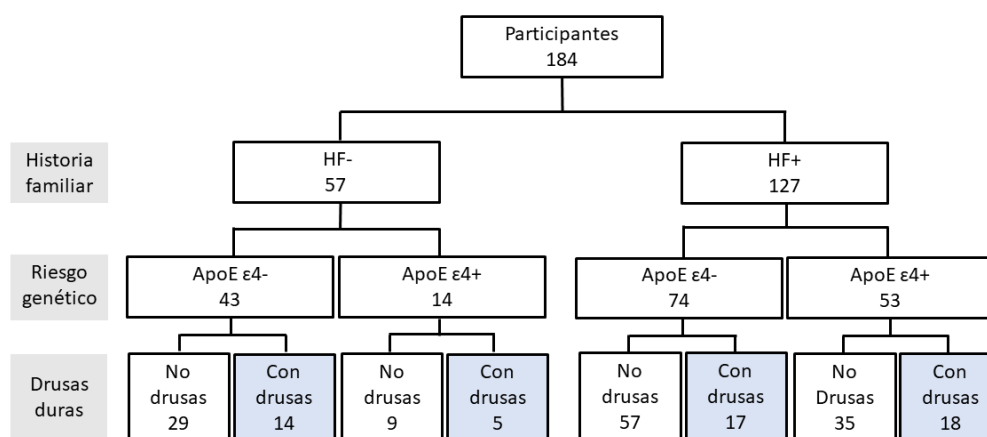 Participantes
184
Historia
familiar
HF-
57
HF+
127
Riesgo
genético
ApoE ε4-
43
ApoE ε4+
14
ApoE ε4-
74
ApoE ε4+
53
Drusas
duras
No
drusas
29
Con
drusas
14
No
drusas
9
Con
drusas
5
No
drusas
57
Con
drusas
17
No
Drusas
35
Con
drusas
18